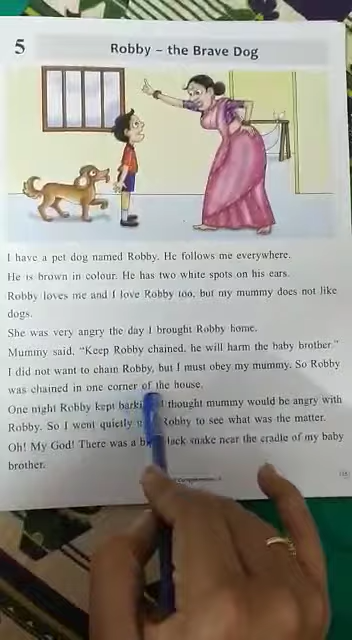 5
Robby – the Brave Dog
I have a pet dog named Robby. He follows me everywhere.
He is brown in colour. He has two white spots on his ears.
Robby loves me and I love Robby too, but my mummy does not like
dogs.
She was very angry the day I brought Robby home.
Mummy said, "Keep Robby chained, he will harm the baby brother."
I did not want to chain Robby, but I must obey my mummy. So Robby
was chained in one corner of the house.
One night Robby kept thought mummy would be angry with
Robby. So I went quietly Robby to see what was the matter.
Oh! My God! There was a snake near the cradle of my baby
brother.